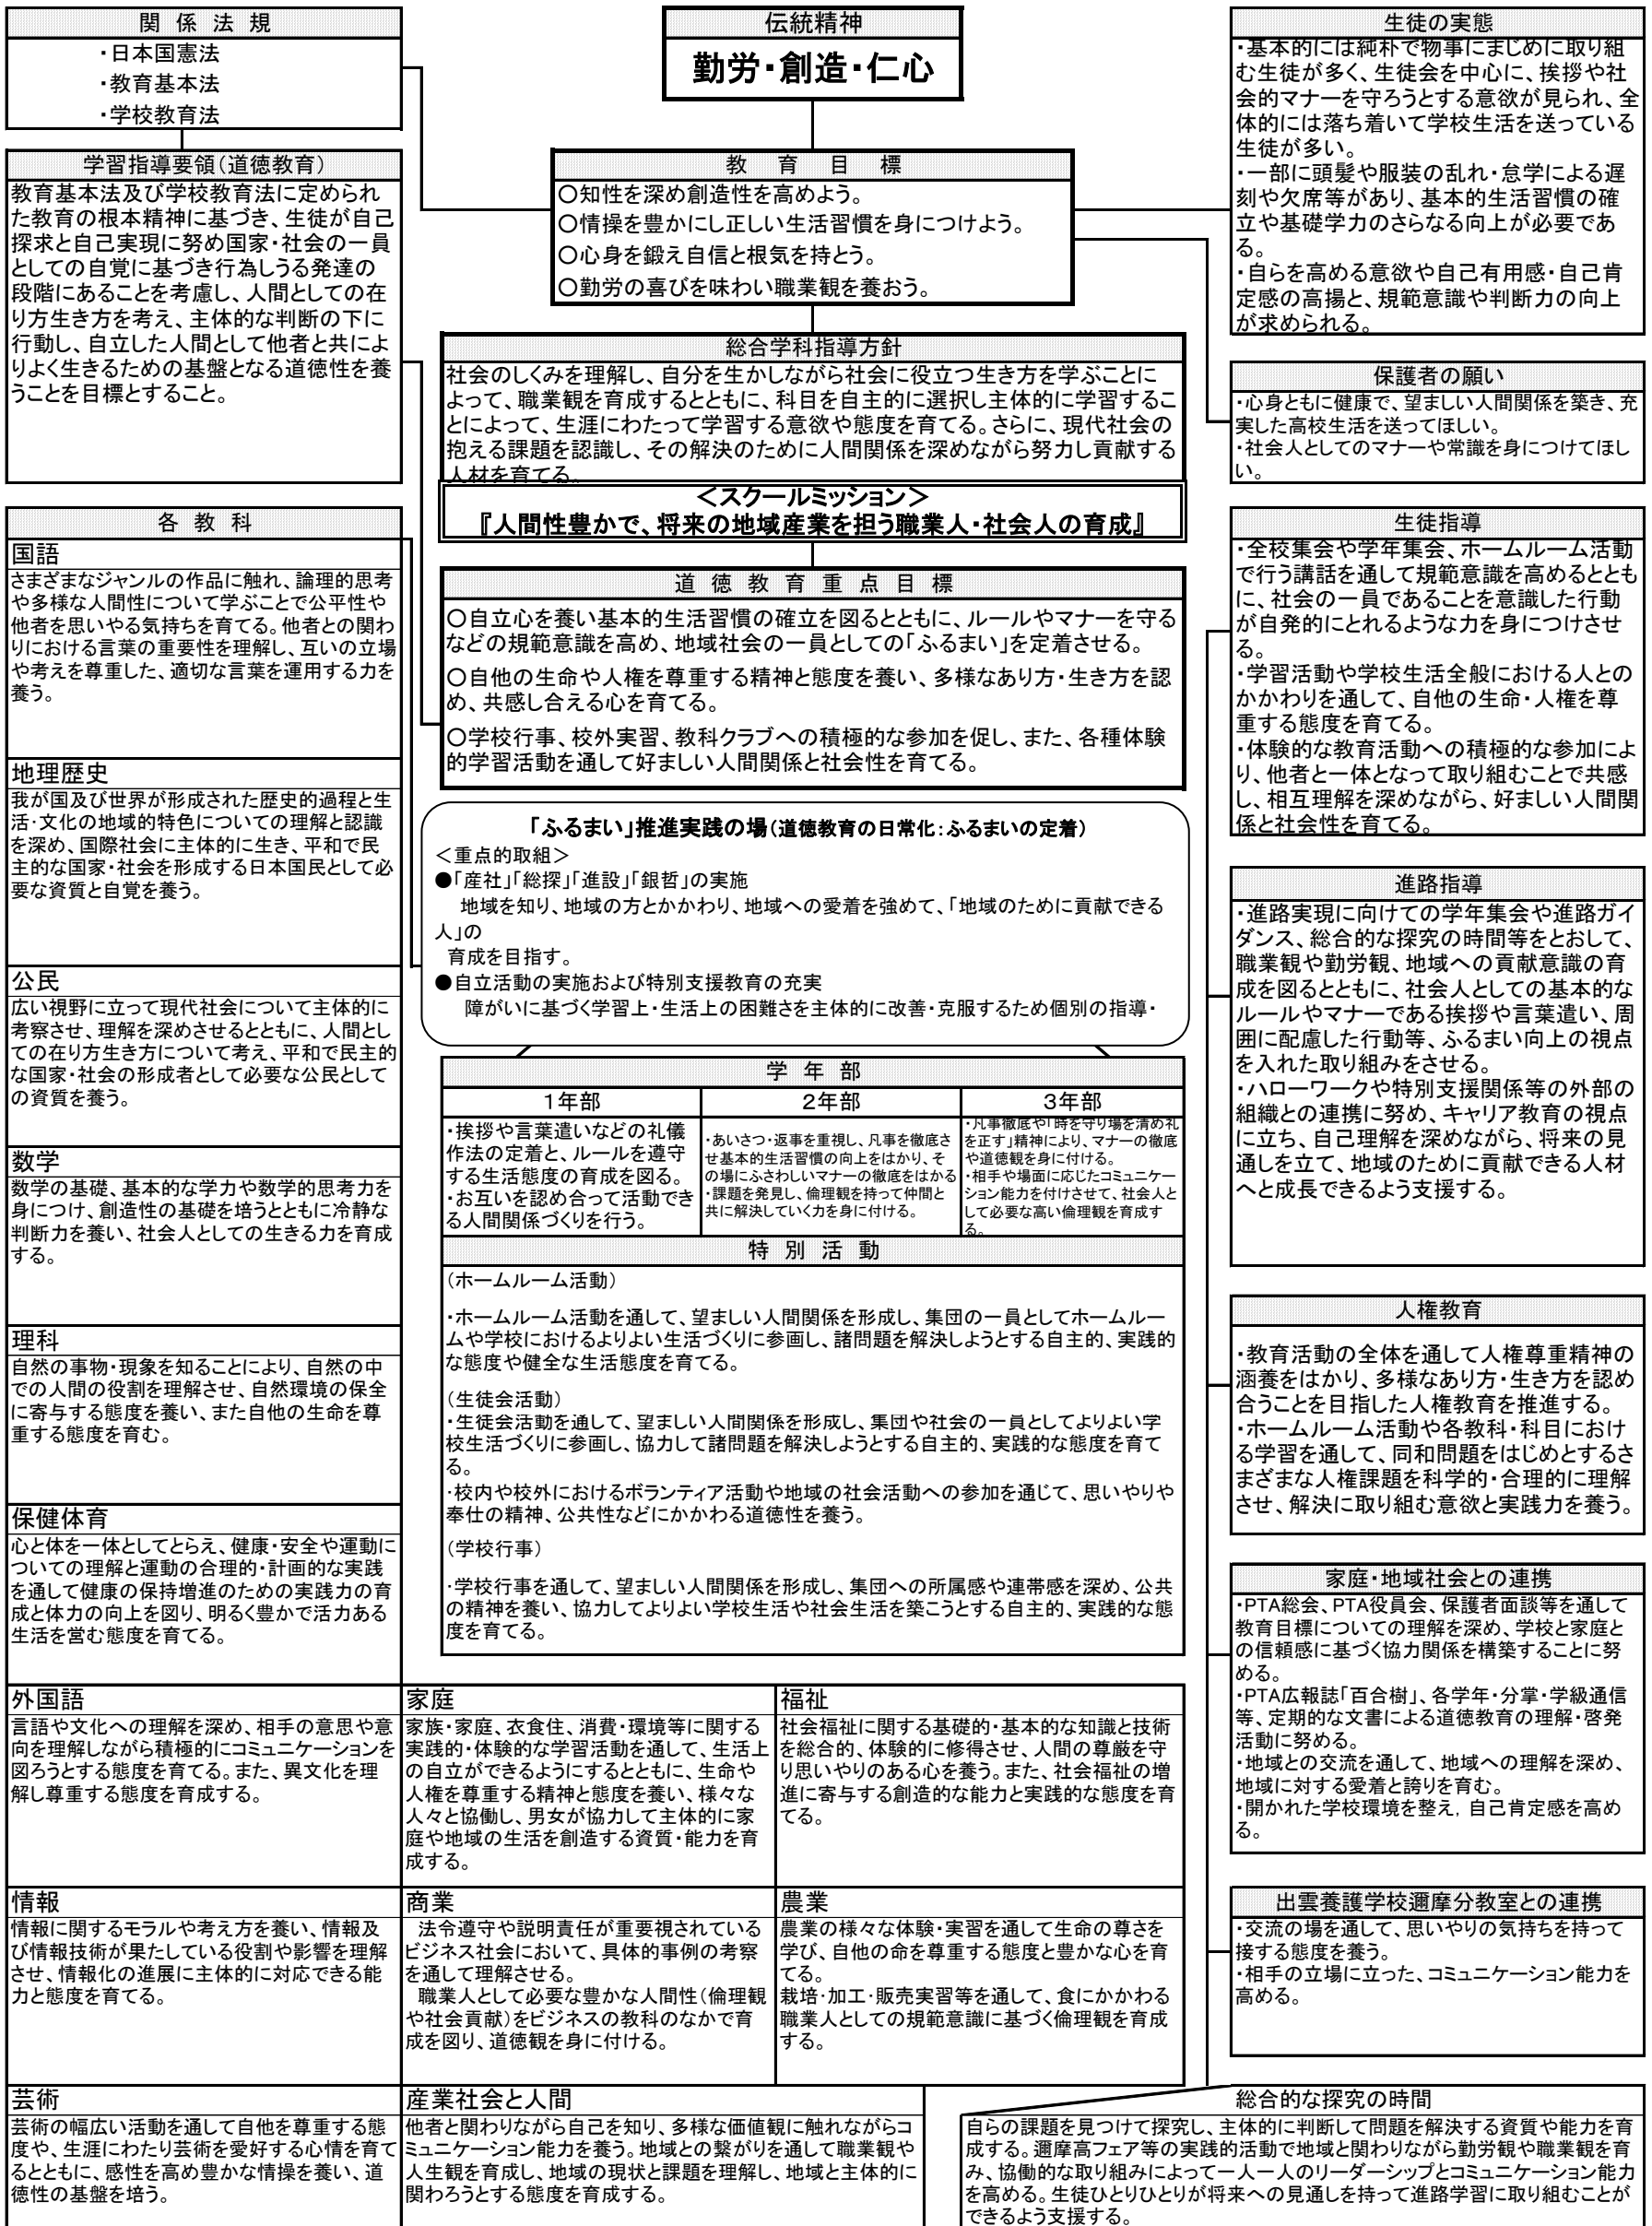 関係法規
・日本国憲法
・教育基本法
・学校教育法
伝統精神
勤労・創造・仁心
生徒の実態
・基本的には純朴で物事にまじめに取り組
む生徒が多く、生徒会を中心に、挨拶や社
会的マナーを守ろうとする意欲が見られ、全
体的には落ち着いて学校生活を送っている
生徒が多い。
・一部に頭髪や服装の乱れ・怠学による遅
刻や欠席等があり、基本的生活習慣の確
立や基礎学力のさらなる向上が必要であ
る。
・自らを高める意欲や自己有用感・自己肯
定感の高揚と、規範意識や判断力の向上
が求められる。
学習指導要領（道徳教育）
教育基本法及び学校教育法に定められ
た教育の根本精神に基づき、生徒が自己
探求と自己実現に努め国家・社会の一員
としての自覚に基づき行為しうる発達の
段階にあることを考慮し、人間としての在
り方生き方を考え、主体的な判断の下に
行動し、自立した人間として他者と共によ
りよく生きるための基盤となる道徳性を養
うことを目標とすること。
教育目標
○知性を深め創造性を高めよう。
○情操を豊かにし正しい生活習慣を身につけよう。
○心身を鍛え自信と根気を持とう。
○勤労の喜びを味わい職業観を養おう。
総合学科指導方針
社会のしくみを理解し、自分を生かしながら社会に役立つ生き方を学ぶことに
よって、職業観を育成するとともに、科目を自主的に選択し主体的に学習するこ
とによって、生涯にわたって学習する意欲や態度を育てる。さらに、現代社会の
抱える課題を認識し、その解決のために人間関係を深めながら努力し貢献する
人材を育てる。
＜スクールミッション＞
『人間性豊かで、将来の地域産業を担う職業人・社会人の育成』
保護者の願い
・心身ともに健康で、望ましい人間関係を築き、充
実した高校生活を送ってほしい。
・社会人としてのマナーや常識を身につけてほし
い。
各教科
国語
さまざまなジャンルの作品に触れ、論理的思考
や多様な人間性について学ぶことで公平性や
他者を思いやる気持ちを育てる。他者との関わ
りにおける言葉の重要性を理解し、互いの立場
や考えを尊重した、適切な言葉を運用する力を
養う。
地理歴史
我が国及び世界が形成された歴史的過程と生
活・文化の地域的特色についての理解と認識
を深め、国際社会に主体的に生き、平和で民
主的な国家・社会を形成する日本国民として必
要な資質と自覚を養う。
公民
広い視野に立って現代社会について主体的に
考察させ、理解を深めさせるとともに、人間とし
ての在り方生き方について考え、平和で民主的
な国家・社会の形成者として必要な公民として
の資質を養う。
数学
数学の基礎、基本的な学力や数学的思考力を
身につけ、創造性の基礎を培うとともに冷静な
判断力を養い、社会人としての生きる力を育成
する。
理科
自然の事物・現象を知ることにより、自然の中
での人間の役割を理解させ、自然環境の保全
に寄与する態度を養い、また自他の生命を尊
重する態度を育む。
保健体育
心と体を一体としてとらえ、健康・安全や運動に
ついての理解と運動の合理的・計画的な実践
を通して健康の保持増進のための実践力の育
成と体力の向上を図り、明るく豊かで活力ある
生活を営む態度を育てる。
道徳教育重点目標
○自立心を養い基本的生活習慣の確立を図るとともに、ルールやマナーを守る
などの規範意識を高め、地域社会の一員としての「ふるまい」を定着させる。
○自他の生命や人権を尊重する精神と態度を養い、多様なあり方・生き方を認
め、共感し合える心を育てる。
○学校行事、校外実習、教科クラブへの積極的な参加を促し、また、各種体験
的学習活動を通して好ましい人間関係と社会性を育てる。
「ふるまい」推進実践の場（道徳教育の日常化：ふるまいの定着）
＜重点的取組＞
●「産社」「総探」「進設」「銀哲」の実施
地域を知り、地域の方とかかわり、地域への愛着を強めて、「地域のために貢献できる
人」の
育成を目指す。
●自立活動の実施および特別支援教育の充実
障がいに基づく学習上・生活上の困難さを主体的に改善・克服するため個別の指導・
学年部
1年部
・挨拶や言葉遣いなどの礼儀
作法の定着と、ルールを遵守
する生活態度の育成を図る。
・お互いを認め合って活動でき
る人間関係づくりを行う。
2年部
・あいさつ・返事を重視し、凡事を徹底さ
せ基本的生活習慣の向上をはかり、そ
の場にふさわしいマナーの徹底をはかる
・課題を発見し、倫理観を持って仲間と
共に解決していく力を身に付ける。
3年部
・凡事徹底や「時を守り場を清め礼
を正す」精神により、マナーの徹底
や道徳観を身に付ける。
・相手や場面に応じたコミュニケー
ション能力を付けさせて、社会人と
して必要な高い倫理観を育成す
る。
特別活動
（ホームルーム活動）
・ホームルーム活動を通して、望ましい人間関係を形成し、集団の一員としてホームルー
ムや学校におけるよりよい生活づくりに参画し、諸問題を解決しようとする自主的、実践的
な態度や健全な生活態度を育てる。
（生徒会活動）
・生徒会活動を通して、望ましい人間関係を形成し、集団や社会の一員としてよりよい学
校生活づくりに参画し、協力して諸問題を解決しようとする自主的、実践的な態度を育て
る。
・校内や校外におけるボランティア活動や地域の社会活動への参加を通じて、思いやりや
奉仕の精神、公共性などにかかわる道徳性を養う。
（学校行事）
・学校行事を通して、望ましい人間関係を形成し、集団への所属感や連帯感を深め、公共
の精神を養い、協力してよりよい学校生活や社会生活を築こうとする自主的、実践的な態
度を育てる。
生徒指導
・全校集会や学年集会、ホームルーム活動
で行う講話を通して規範意識を高めるととも
に、社会の一員であることを意識した行動
が自発的にとれるような力を身につけさせ
る。
・学習活動や学校生活全般における人との
かかわりを通して、自他の生命・人権を尊
重する態度を育てる。
・体験的な教育活動への積極的な参加によ
り、他者と一体となって取り組むことで共感
し、相互理解を深めながら、好ましい人間関
係と社会性を育てる。
進路指導
・進路実現に向けての学年集会や進路ガイ
ダンス、総合的な探究の時間等をとおして、
職業観や勤労観、地域への貢献意識の育
成を図るとともに、社会人としての基本的な
ルールやマナーである挨拶や言葉遣い、周
囲に配慮した行動等、ふるまい向上の視点
を入れた取り組みをさせる。
・ハローワークや特別支援関係等の外部の
組織との連携に努め、キャリア教育の視点
に立ち、自己理解を深めながら、将来の見
通しを立て、地域のために貢献できる人材
へと成長できるよう支援する。
人権教育
・教育活動の全体を通して人権尊重精神の
涵養をはかり、多様なあり方・生き方を認め
合うことを目指した人権教育を推進する。
・ホームルーム活動や各教科・科目におけ
る学習を通して、同和問題をはじめとするさ
まざまな人権課題を科学的・合理的に理解
させ、解決に取り組む意欲と実践力を養う。
家庭・地域社会との連携
・PTA総会、PTA役員会、保護者面談等を通して
教育目標についての理解を深め、学校と家庭と
の信頼感に基づく協力関係を構築することに努
める。
・PTA広報誌「百合樹」、各学年・分掌・学級通信
等、定期的な文書による道徳教育の理解・啓発
活動に努める。
・地域との交流を通して、地域への理解を深め、
地域に対する愛着と誇りを育む。
・開かれた学校環境を整え，自己肯定感を高め
る。
出雲養護学校邇摩分教室との連携
・交流の場を通して、思いやりの気持ちを持って
接する態度を養う。
・相手の立場に立った、コミュニケーション能力を
高める。
外国語
言語や文化への理解を深め、相手の意思や意
向を理解しながら積極的にコミュニケーションを
図ろうとする態度を育てる。また、異文化を理
解し尊重する態度を育成する。
家庭
家族・家庭、衣食住、消費・環境等に関する
実践的・体験的な学習活動を通して、生活上
の自立ができるようにするとともに、生命や
人権を尊重する精神と態度を養い、様々な
人々と協働し、男女が協力して主体的に家
庭や地域の生活を創造する資質・能力を育
成する。
福祉
社会福祉に関する基礎的・基本的な知識と技術
を総合的、体験的に修得させ、人間の尊厳を守
り思いやりのある心を養う。また、社会福祉の増
進に寄与する創造的な能力と実践的な態度を育
てる。
情報
情報に関するモラルや考え方を養い、情報及
び情報技術が果たしている役割や影響を理解
させ、情報化の進展に主体的に対応できる能
力と態度を育てる。
商業
法令遵守や説明責任が重要視されている
ビジネス社会において、具体的事例の考察
を通して理解させる。
職業人として必要な豊かな人間性（倫理観
や社会貢献）をビジネスの教科のなかで育
成を図り、道徳観を身に付ける。
農業
農業の様々な体験・実習を通して生命の尊さを
学び、自他の命を尊重する態度と豊かな心を育
てる。
栽培・加工・販売実習等を通して、食にかかわる
職業人としての規範意識に基づく倫理観を育成
する。
芸術
芸術の幅広い活動を通して自他を尊重する態
度や、生涯にわたり芸術を愛好する心情を育て
るとともに、感性を高め豊かな情操を養い、道
徳性の基盤を培う。
産業社会と人間
他者と関わりながら自己を知り、多様な価値観に触れながらコ
ミュニケーション能力を養う。地域との繋がりを通して職業観や
人生観を育成し、地域の現状と課題を理解し、地域と主体的に
関わろうとする態度を育成する。
総合的な探究の時間
自らの課題を見つけて探究し、主体的に判断して問題を解決する資質や能力を育
成する。邇摩高フェア等の実践的活動で地域と関わりながら勤労観や職業観を育
み、協働的な取り組みによって一人一人のリーダーシップとコミュニケーション能力
を高める。生徒ひとりひとりが将来への見通しを持って進路学習に取り組むことが
できるよう支援する。